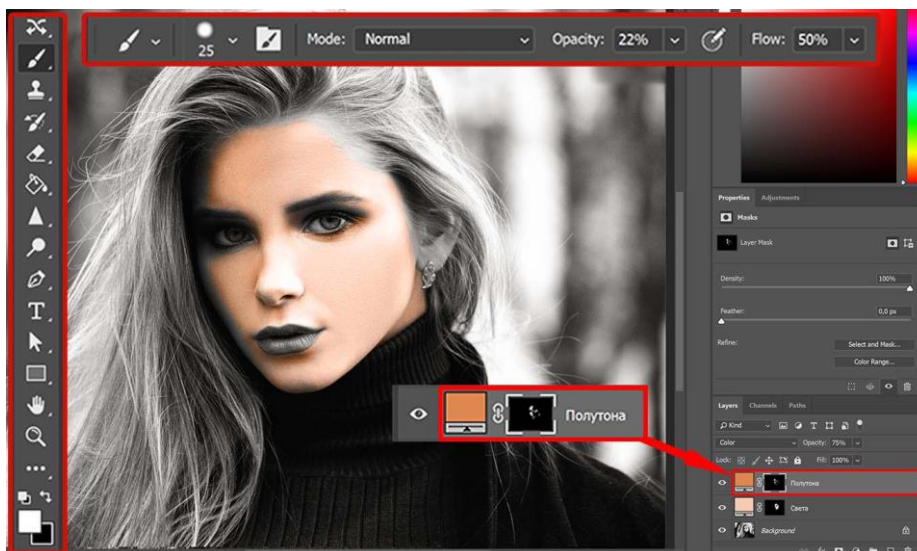 25 Mode: Normal Opacity: 22% Flow: 50%
Properties Adjustments
Masks
Layer Mask
Density: 100%
Feather: 0,0 px
Refine: Select and Mask...
Color Range...
Полутона
Layers Channels Paths
Kind
Color Opacity: 75%
Lock: Fill: 100%
Полутона
Света
Background